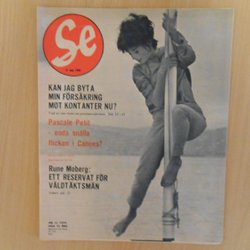 Se
KAN JAG BYTA
MIN FÖRSÄKRING
MOT KONTANTER NU?
Pascale Petit
enda snälla
flickan i Cannes?
Rune Moberg:
ETT RESERVAT FÖR
VÅLDTÄKTSMÄN